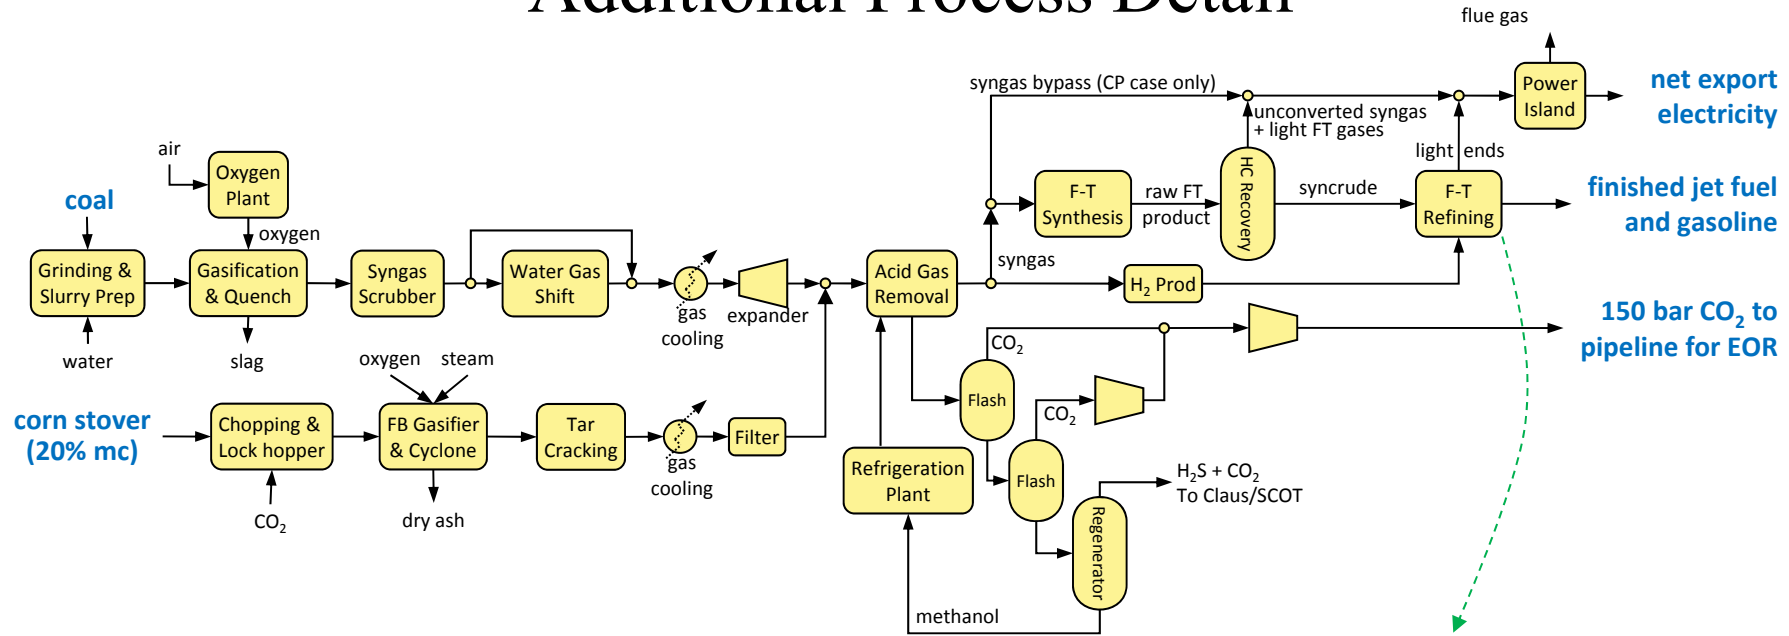 Additional Process Detail
flue gas
syngas bypass (CP case only)
Power
Island
net export
electricity
unconverted syngas
+ light FT gases
air
Oxygen
Plant
light ends
coal
oxygen
F-T
Synthesis
raw FT
product
HC Recovery
syncrude
F-T
Refining
finished jet fuel
and gasoline
Grinding &
Slurry Prep
Gasification
& Quench
Syngas
Scrubber
Water Gas
Shift
gas
cooling
expander
Acid Gas
Removal
syngas
H₂ Prod
water
slag
150 bar CO₂ to
pipeline for EOR
oxygen
steam
CO₂
Flash
CO₂
corn stover
(20% mc)
Chopping &
Lock hopper
FB Gasifier
& Cyclone
Tar
Cracking
gas
cooling
Filter
Refrigeration
Plant
Flash
H₂S + CO₂
To Claus/SCOT
CO₂
dry ash
Regenerator
methanol